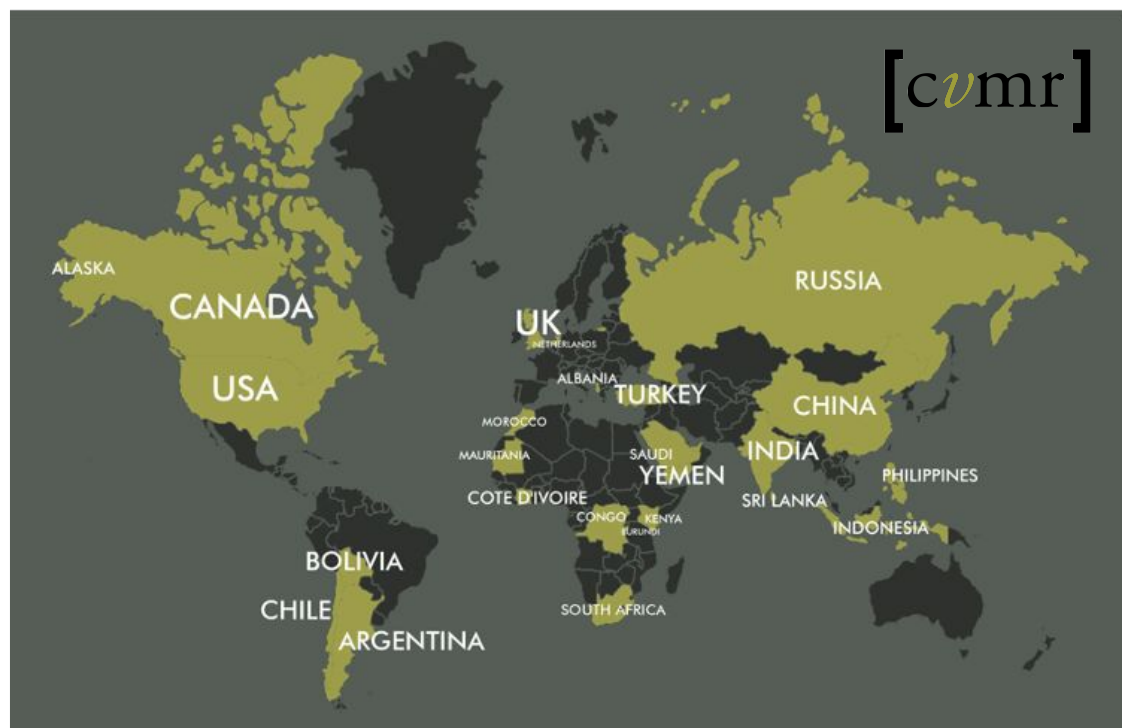 [cvmr]
ALASKA
CANADA
RUSSIA
UK
NETHERLANDS
USA
ALBANIA
TURKEY
CHINA
MOROCCO
MAURITANIA
SAUDI
INDIA
YEMEN
PHILIPPINES
COTE D'IVOIRE
SRI LANKA
CONGO
KENYA
BURUNDI
INDONESIA
BOLIVIA
CHILE
SOUTH AFRICA
ARGENTINA